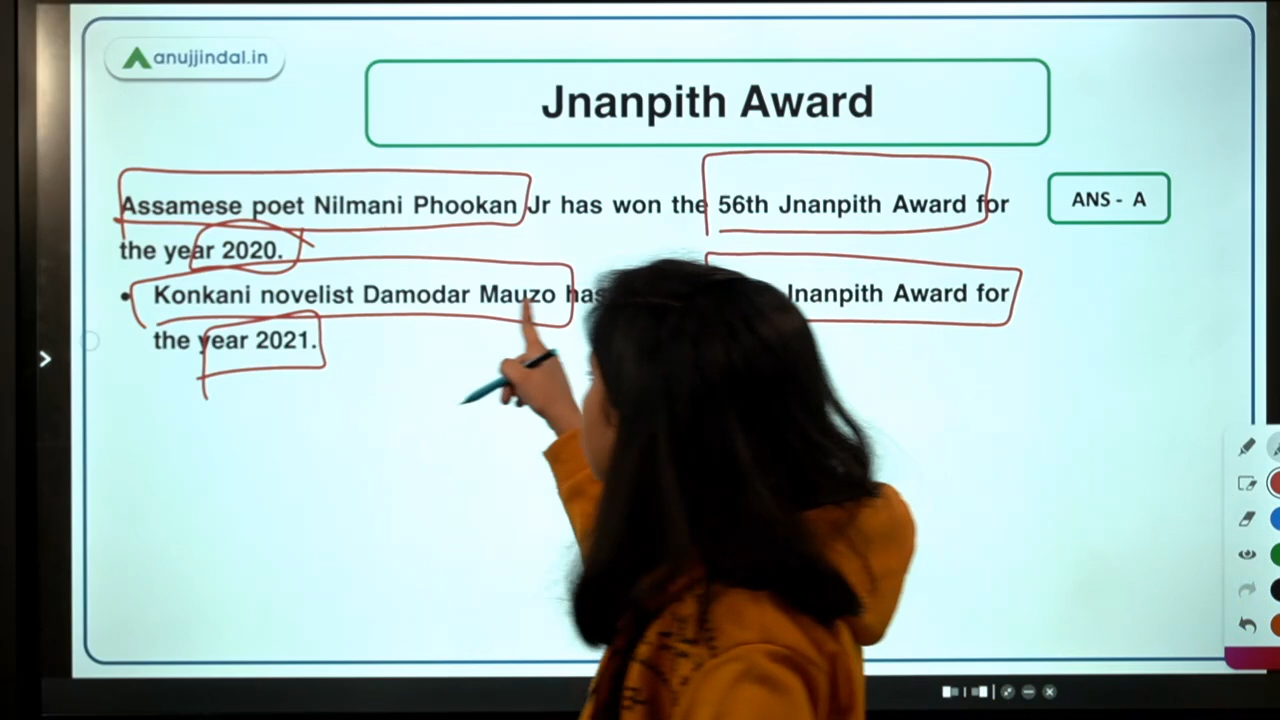 anujjindal.in
Jnanpith Award
Assamese poet Nilmani Phookan Jr has won the 56th Jnanpith Award for
ANS - A
the year 2020.
• Konkani novelist Damodar Mauzo has Jnanpith Award for
the year 2021.